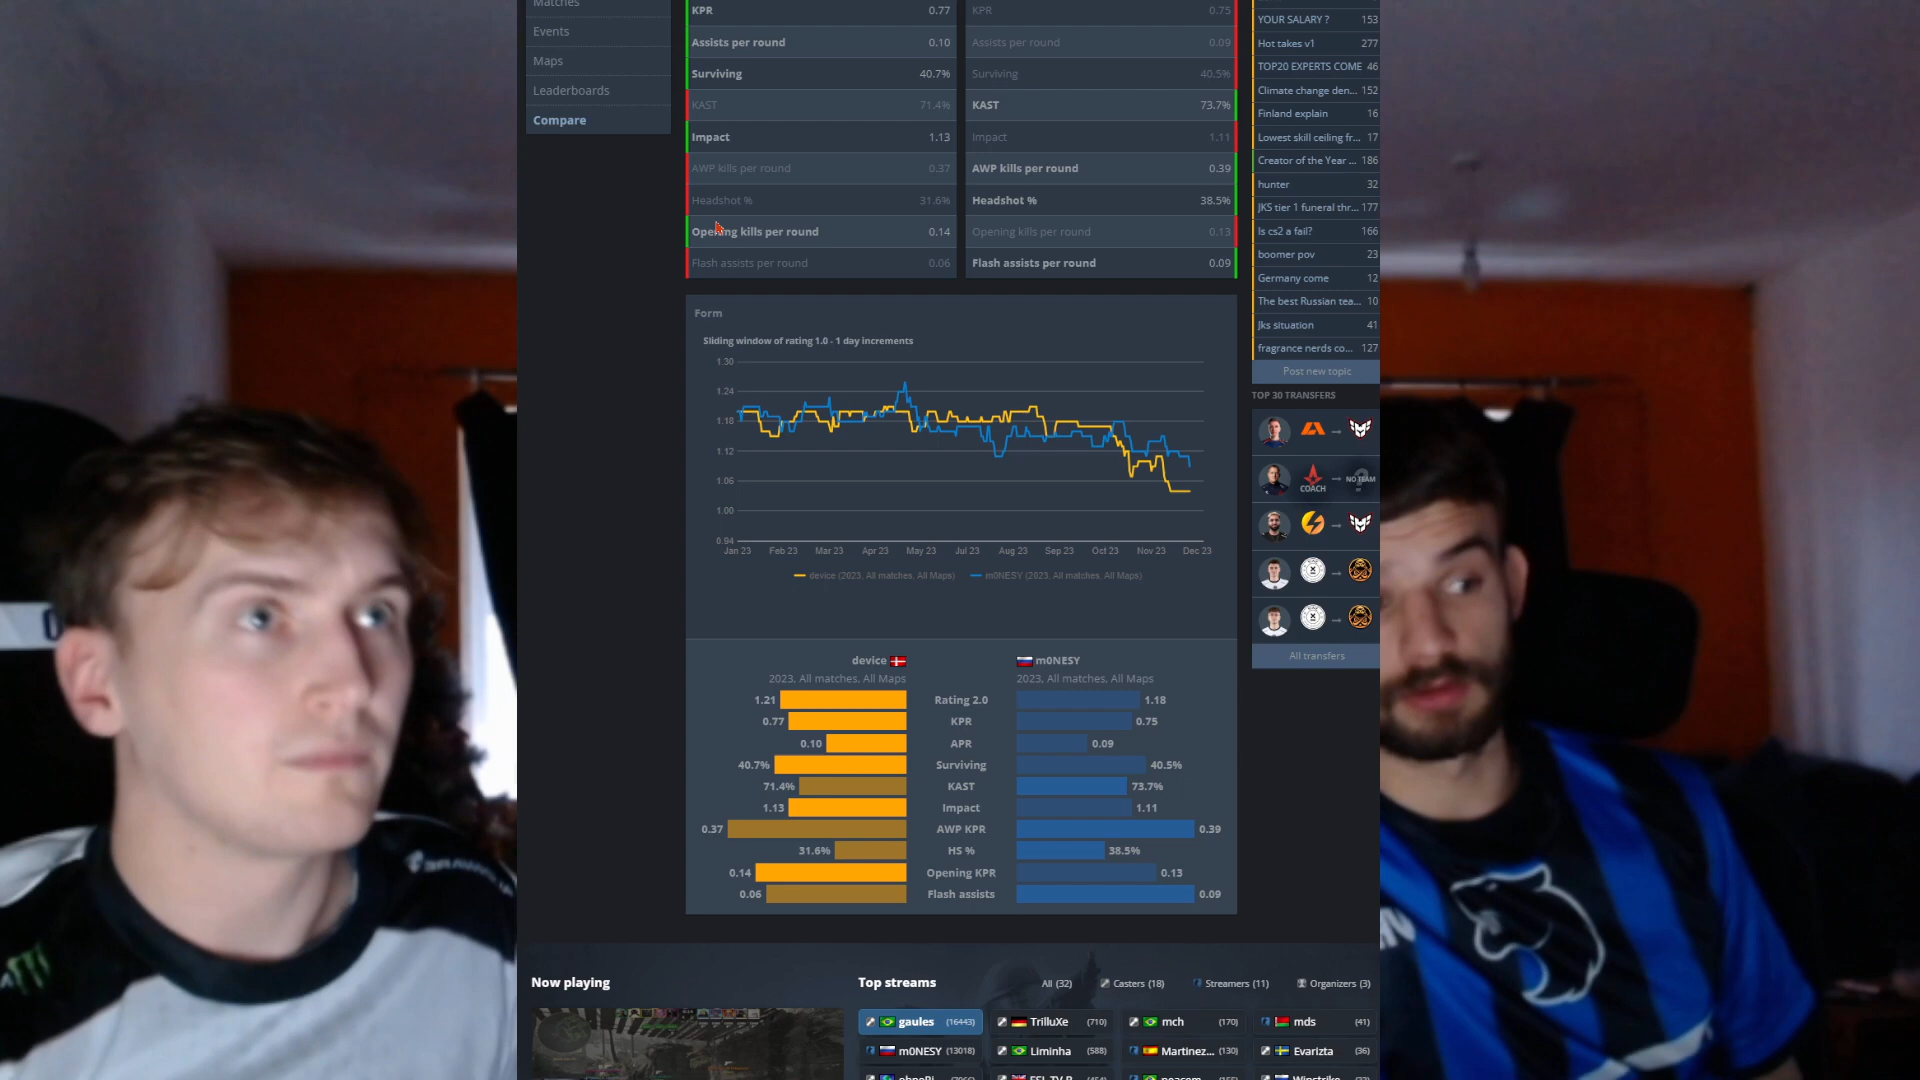 Matches
Events
Maps
Leaderboards
Compare
KPR 0.77
Assists per round 0.10
Surviving 40.7%
KAST 71.4%
Impact 1.13
AWP kills per round 0.37
Headshot % 31.6%
Opening kills per round 0.14
Flash assists per round 0.06
KPR 0.75
Assists per round 0.09
Surviving 40.5%
KAST 73.7%
Impact 1.11
AWP kills per round 0.39
Headshot % 38.5%
Opening kills per round 0.13
Flash assists per round 0.09
Form
Sliding window of rating 1.0 - 1 day increments
1.30
1.24
1.18
1.12
1.06
1.00
0.94
Jan 23 Feb 23 Mar 23 Apr 23 May 23 Jul 23 Aug 23 Sep 23 Oct 23 Nov 23 Dec 23
device (2023, All matches, All Maps) m0NESY (2023, All matches, All Maps)
device m0NESY
2023, All matches, All Maps 2023, All matches, All Maps
1.21 Rating 2.0 1.18
0.77 KPR 0.75
0.10 APR 0.09
40.7% Surviving 40.5%
71.4% KAST 73.7%
1.13 Impact 1.11
0.37 AWP KPR 0.39
31.6% HS % 38.5%
0.14 Opening KPR 0.13
0.06 Flash assists 0.09
YOUR SALARY ? 153
Hot takes v1 277
TOP20 EXPERTS COME 46
Climate change den... 152
Finland explain 16
Lowest skill ceiling fr... 17
Creator of the Year ... 186
hunter 32
JKS tier 1 funeral thr... 177
Is cs2 a fail? 166
boomer pov 23
Germany come 12
The best Russian tea... 10
Jks situation 41
fragrance nerds co... 127
Post new topic
TOP 30 TRANSFERS
COACH NO TEAM
All transfers
Now playing
Top streams All (32) Casters (18) Streamers (11) Organizers (3)
gaules (16443) TrilluXe (710) mch (170) mds (41)
m0NESY (13018) Liminha (588) Martinez... (130) Evarizta (36)